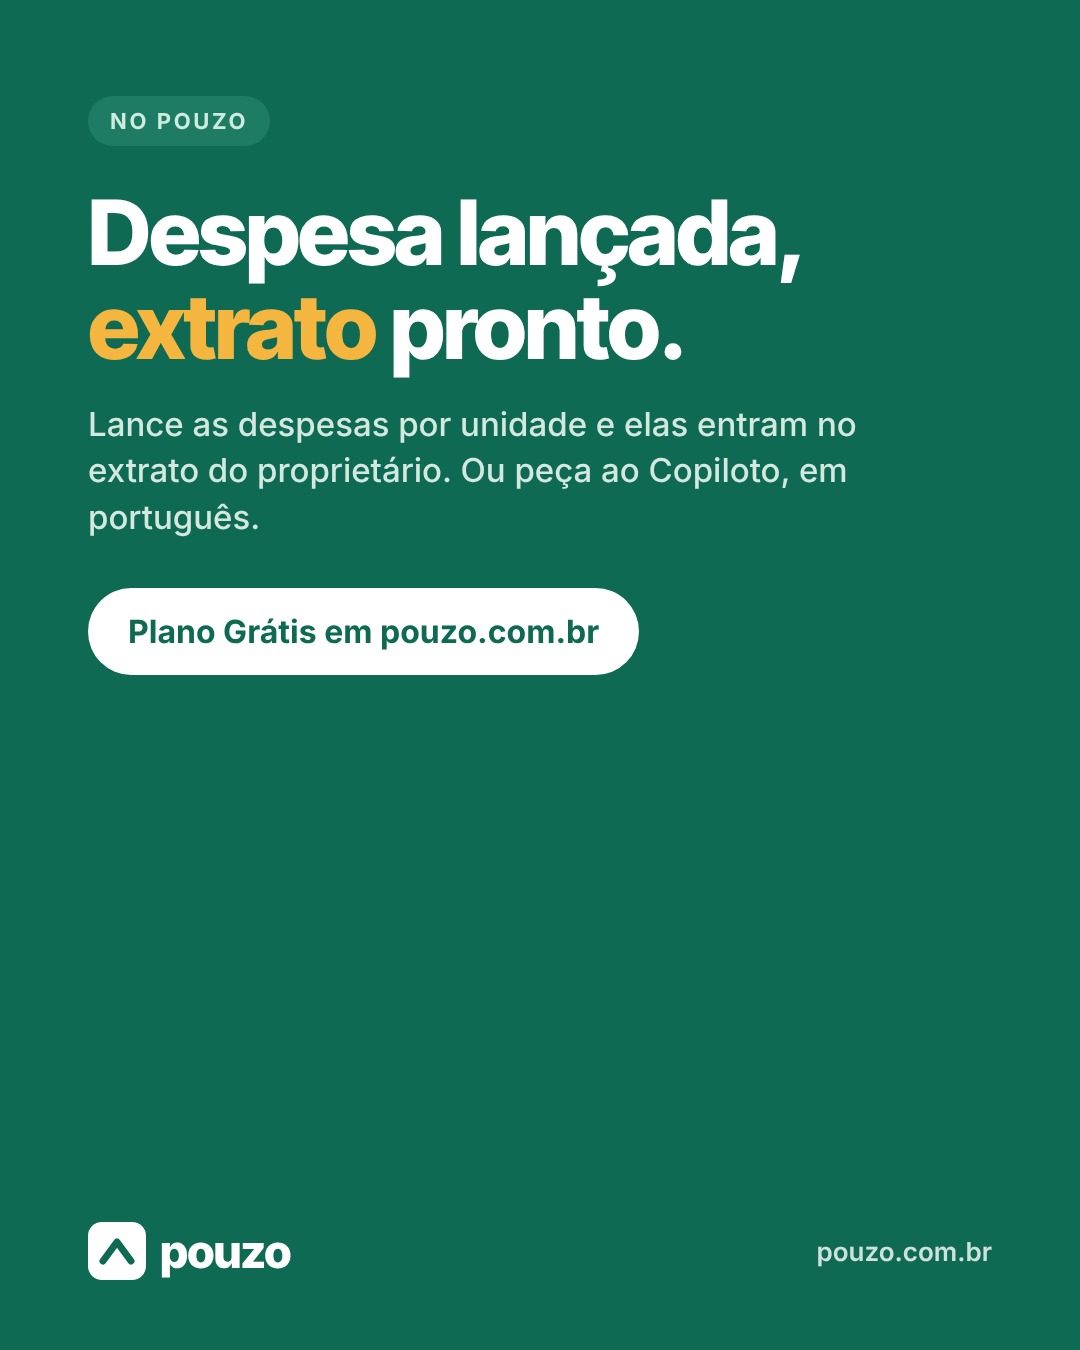 NO POUZO
Despesa lançada,
extrato pronto.
Lance as despesas por unidade e elas entram no
extrato do proprietário. Ou peça ao Copiloto, em
português.
Plano Grátis em pouzo.com.br
pouzo
pouzo.com.br